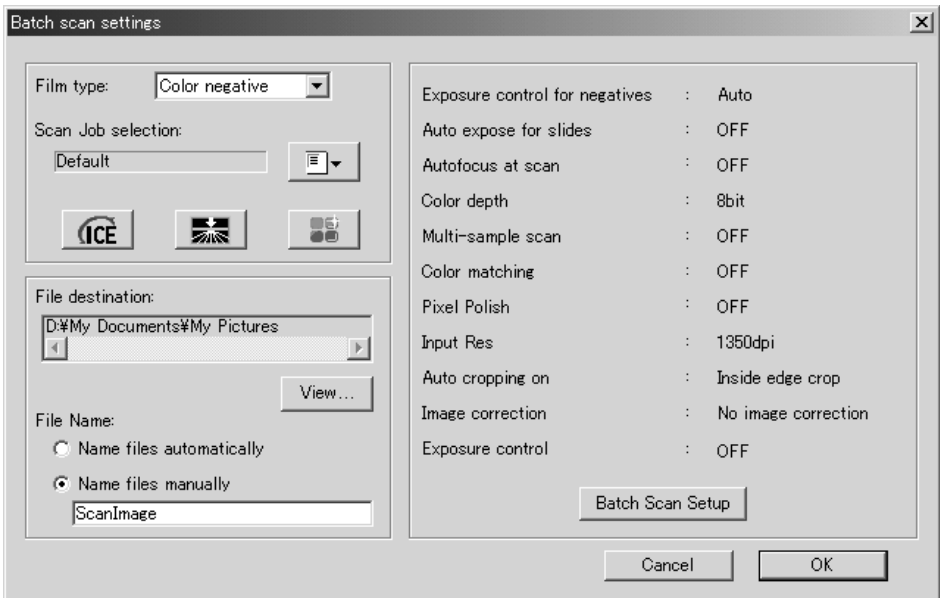 Batch scan settings
Film type:
Color negative
Scan Job selection:
Default
ICE
File destination:
D:¥My Documents¥My Pictures
View...
File Name:
Name files automatically
Name files manually
ScanImage
Exposure control for negatives : Auto
Auto expose for slides : OFF
Autofocus at scan : OFF
Color depth : 8bit
Multi-sample scan : OFF
Color matching : OFF
Pixel Polish : OFF
Input Res : 1350dpi
Auto cropping on : Inside edge crop
Image correction : No image correction
Exposure control : OFF
Batch Scan Setup
Cancel
OK